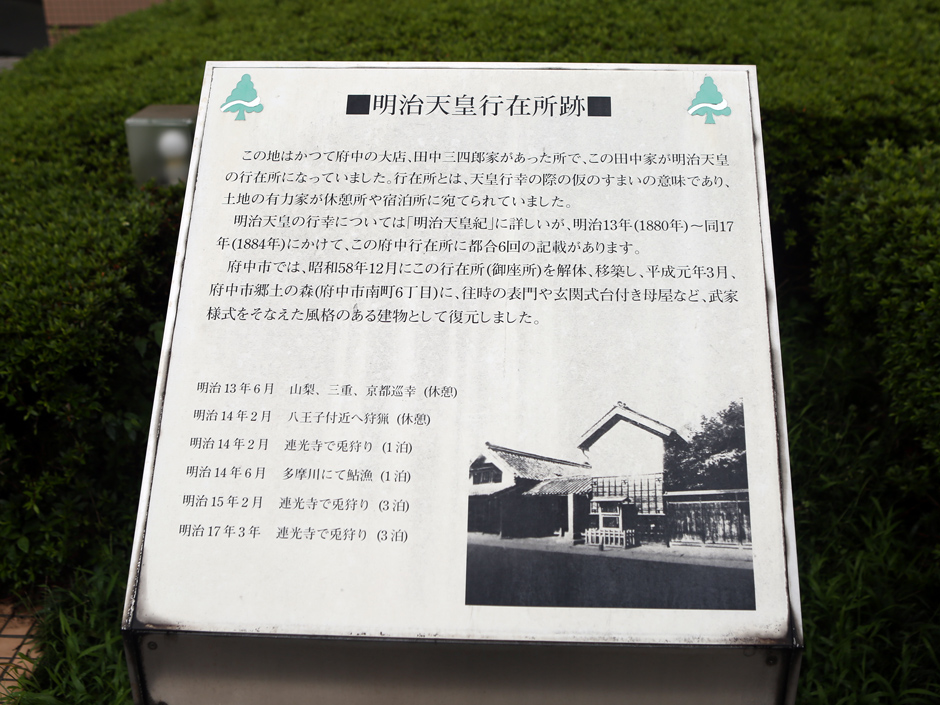 ■明治天皇行在所跡■
この地はかつて府中の大店、田中三四郎家があった所で、この田中家が明治天皇
の行在所になっていました。行在所とは、天皇行幸の際の仮のすまいの意味であり、
土地の有力家が休憩所や宿泊所に宛てられていました。
明治天皇の行幸については「明治天皇紀」に詳しいが、明治13年(1880年)～同17
年(1884年)にかけて、この府中行在所に都合6回の記載があります。
府中市では、昭和58年12月にこの行在所(御座所)を解体、移築し、平成元年3月、
府中市郷土の森(府中市南町6丁目)に、往時の表門や玄関式台付き母屋など、武家
様式をそなえた風格のある建物として復元しました。
明治13年6月 山梨、三重、京都巡幸 (休憩)
明治14年2月 八王子付近へ狩猟 (休憩)
明治14年2月 連光寺で兎狩り (1泊)
明治14年6月 多摩川にて鮎漁 (1泊)
明治15年2月 連光寺で兎狩り (3泊)
明治17年3年 連光寺で兎狩り (3泊)